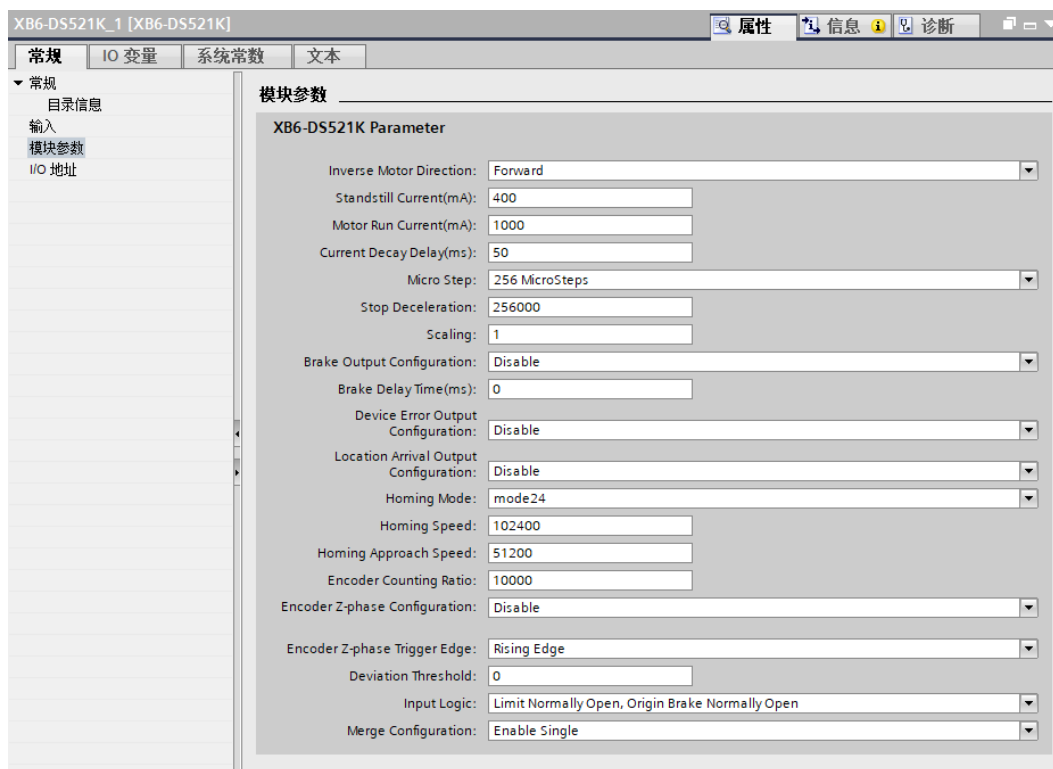 XB6-DS521K_1 [XB6-DS521K]
属性
信息
诊断
常规
IO 变量
系统常数
文本
常规
目录信息
输入
模块参数
I/O 地址
模块参数
XB6-DS521K Parameter
Inverse Motor Direction: Forward
Standstill Current(mA): 400
Motor Run Current(mA): 1000
Current Decay Delay(ms): 50
Micro Step: 256 MicroSteps
Stop Deceleration: 256000
Scaling: 1
Brake Output Configuration: Disable
Brake Delay Time(ms): 0
Device Error Output
Configuration: Disable
Location Arrival Output
Configuration: Disable
Homing Mode: mode24
Homing Speed: 102400
Homing Approach Speed: 51200
Encoder Counting Ratio: 10000
Encoder Z-phase Configuration: Disable
Encoder Z-phase Trigger Edge: Rising Edge
Deviation Threshold: 0
Input Logic: Limit Normally Open, Origin Brake Normally Open
Merge Configuration: Enable Single